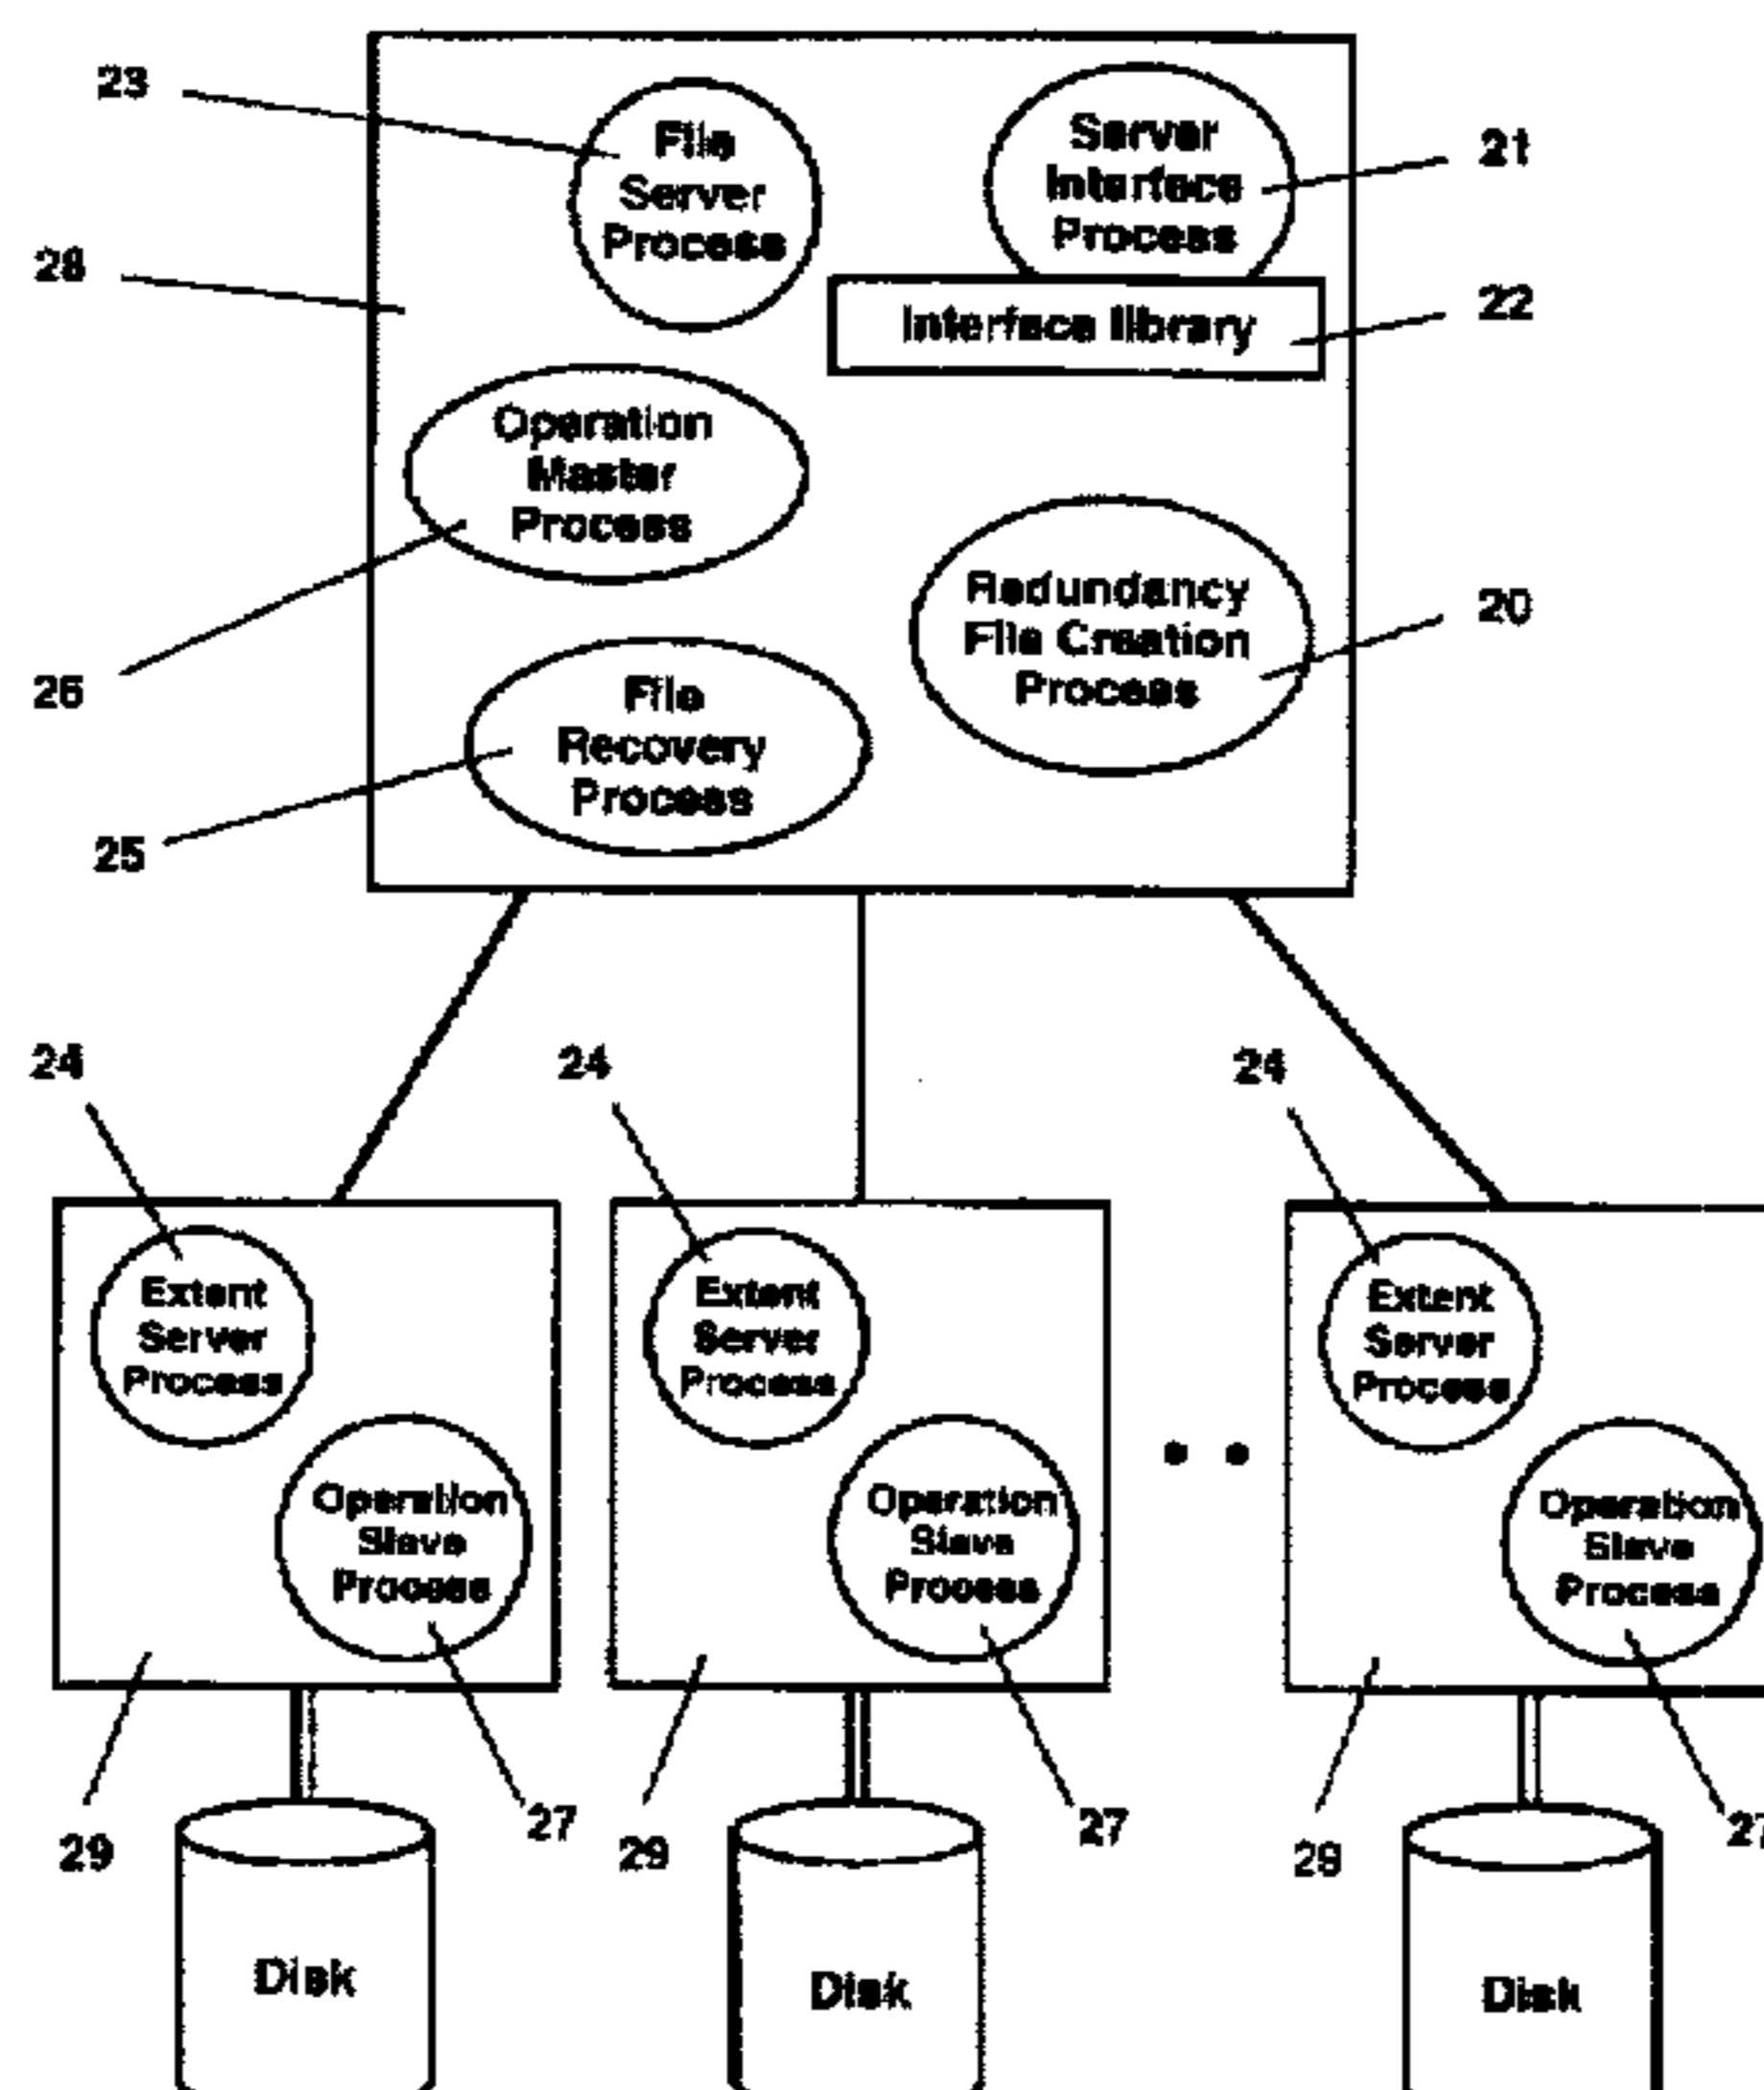 23
File
Server
Process
Server
Interface
Process
21
28
Interface library
22
Operation
Master
Process
26
Redundancy
File Creation
Process
20
File
Recovery
Process
25
24
24
24
Extent
Server
Process
Extent
Server
Process
Extent
Server
Process
Operation
Slave
Process
Operation
Slave
Process
Operation
Slave
Process
29
27
29
27
29
27
Disk
Disk
Disk